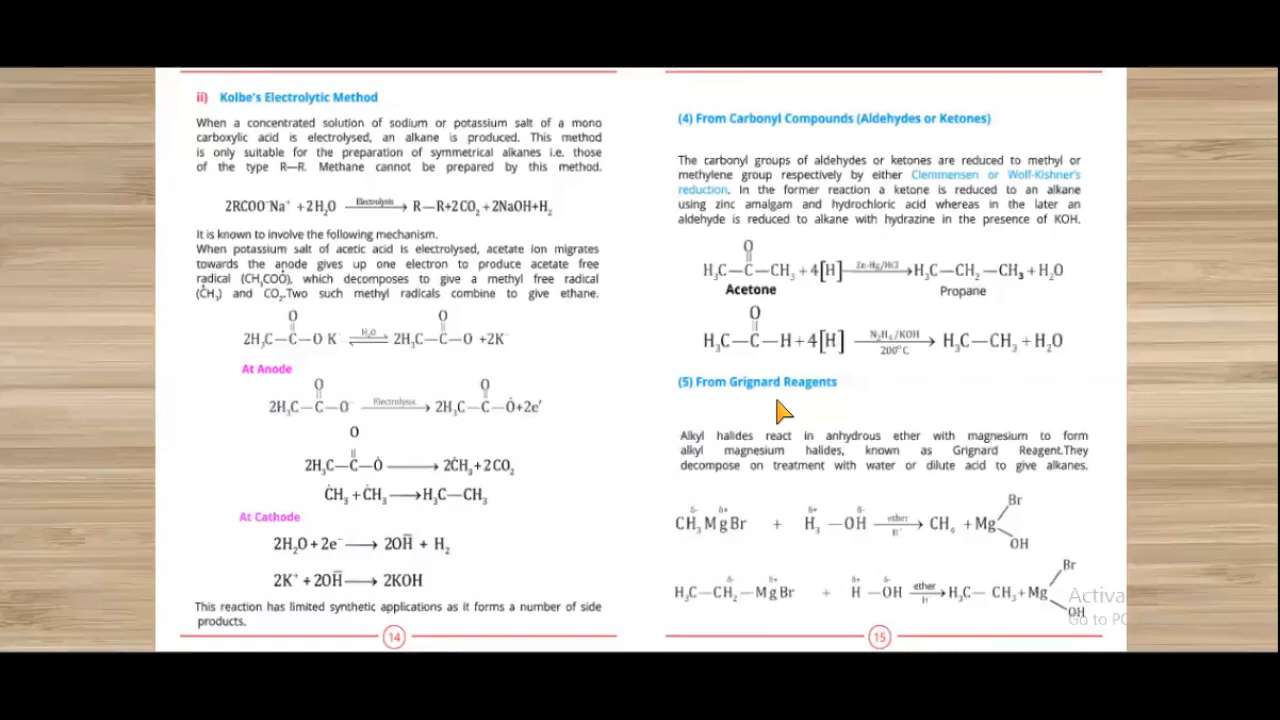 ii) Kolbe's Electrolytic Method
When a concentrated solution of sodium or potassium salt of a mono
carboxylic acid is electrolysed, an alkane is produced. This method
is only suitable for the preparation of symmetrical alkanes i.e. those
of the type R—R. Methane cannot be prepared by this method.
2RCOO⁻Na⁺ + 2H₂O —Electrolysis→ R—R+2CO₂+2NaOH+H₂
It is known to involve the following mechanism.
When potassium salt of acetic acid is electrolysed, acetate ion migrates
towards the anode gives up one electron to produce acetate free
radical (CH₃COȮ), which decomposes to give a methyl free radical
(ĊH₃) and CO₂.Two such methyl radicals combine to give ethane.
O O
2H₃C—C—O K⁻ ⇌ H₂O 2H₃C—C—O +2K⁻
At Anode
O O
2H₃C—C—O⁻ —Electrolysis→ 2H₃C—C—Ȯ+2e'
O
2H₃C—C—Ȯ ⟶ 2ĊH₃+2CO₂
ĊH₃+ĊH₃⟶H₃C—CH₃
At Cathode
2H₂O+2e⁻ ⟶ 2OH̄ + H₂
2K⁺ + 2OH̄ ⟶ 2KOH
This reaction has limited synthetic applications as it forms a number of side
products.
14
(4) From Carbonyl Compounds (Aldehydes or Ketones)
The carbonyl groups of aldehydes or ketones are reduced to methyl or
methylene group respectively by either Clemmensen or Wolf-Kishner's
reduction. In the former reaction a ketone is reduced to an alkane
using zinc amalgam and hydrochloric acid whereas in the later an
aldehyde is reduced to alkane with hydrazine in the presence of KOH.
O
H₃C—C—CH₃+4[H] —Zn-Hg/HCl→ H₃C—CH₂—CH₃+H₂O
Acetone Propane
O
H₃C—C—H+4[H] —N₂H₄/KOH 200°C→ H₃C—CH₃+H₂O
(5) From Grignard Reagents
Alkyl halides react in anhydrous ether with magnesium to form
alkyl magnesium halides, known as Grignard Reagent.They
decompose on treatment with water or dilute acid to give alkanes.
δ- δ+ δ+ δ- Br
CH₃MgBr + H₃—OH —ether H⁺→ CH₄ +Mg
OH
δ- δ+ δ+ δ- Br
H₃C—CH₂—MgBr + H—OH —ether→ H₃C—CH₃+Mg
OH
15
Activa
Go to PC